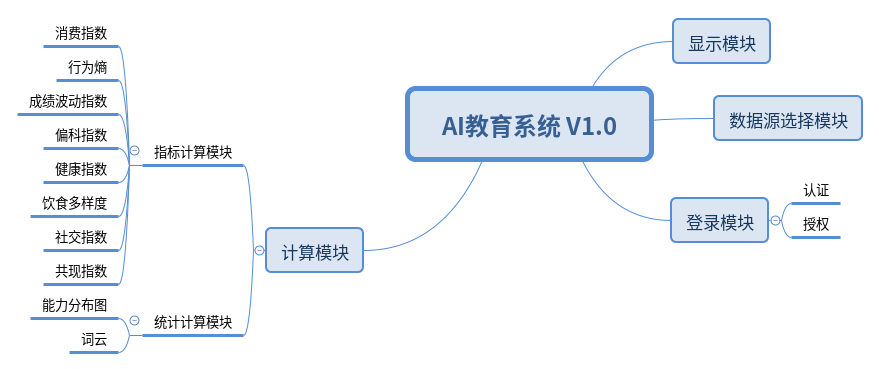 AI教育系统 V1.0
显示模块
数据源选择模块
登录模块
认证
授权
计算模块
指标计算模块
消费指数
行为熵
成绩波动指数
偏科指数
健康指数
饮食多样度
社交指数
共现指数
统计计算模块
能力分布图
词云